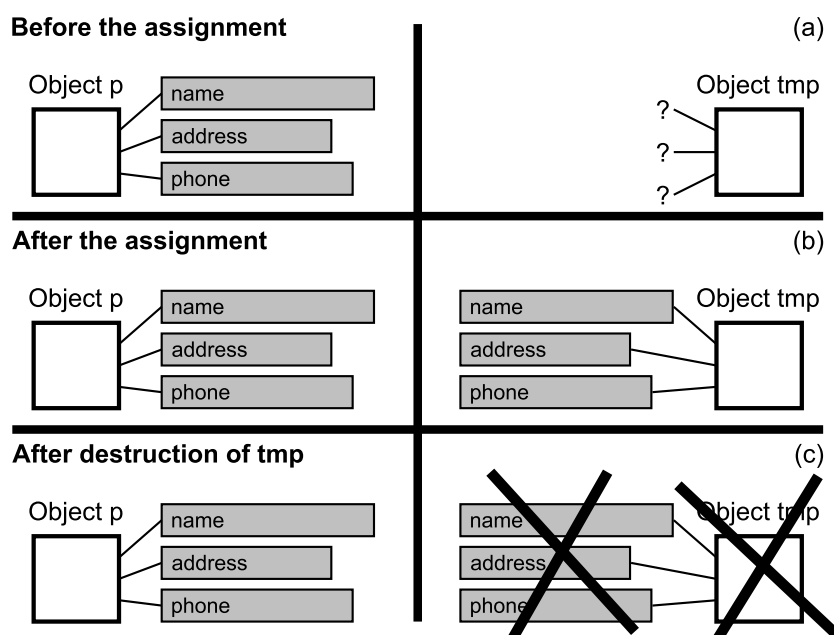 Before the assignment
(a)
Object p
name
address
phone
Object tmp
?
?
?
After the assignment
(b)
Object p
name
address
phone
name
address
phone
Object tmp
After destruction of tmp
(c)
Object p
name
address
phone
name
address
phone
Object tmp